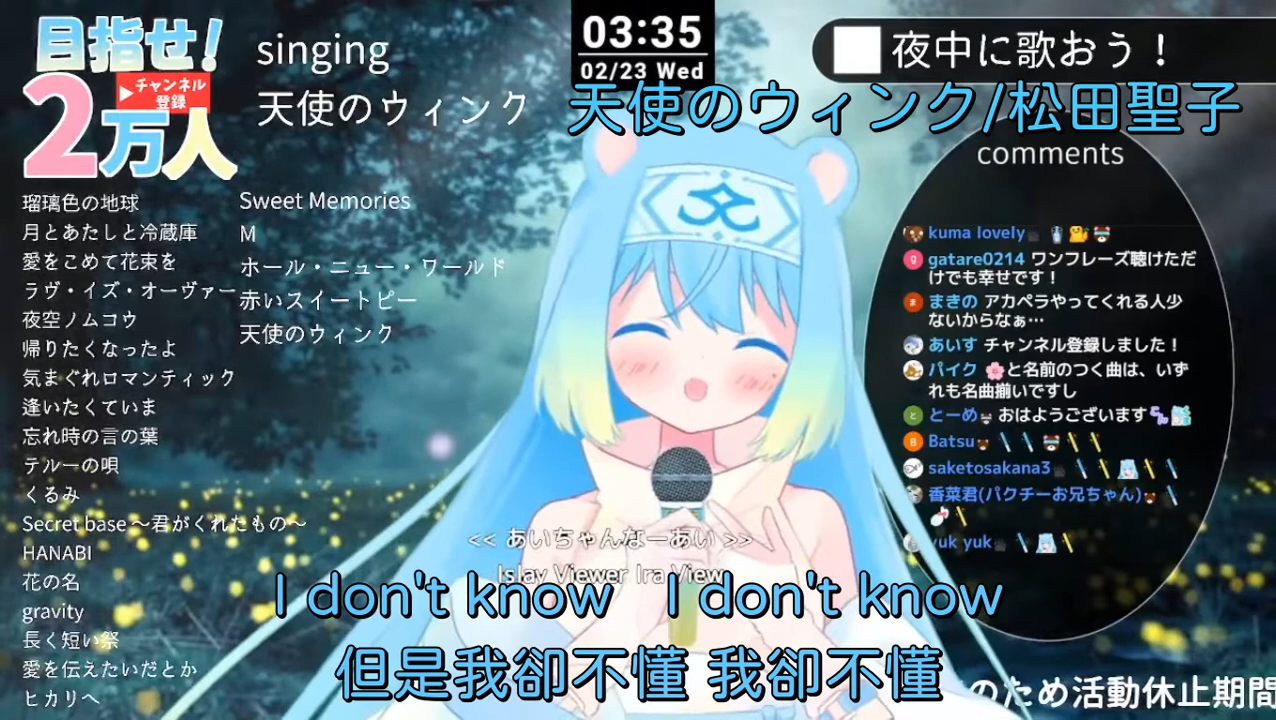 目指せ!
チャンネル
登録
2万人
singing
天使のウィンク
03:35
02/23 Wed
夜中に歌おう！
天使のウィンク/松田聖子
瑠璃色の地球
月とあたしと冷蔵庫
愛をこめて花束を
ラヴ・イズ・オーヴァー
夜空ノムコウ
帰りたくなったよ
気まぐれロマンティック
逢いたくていま
忘れ時の言の葉
テルーの唄
くるみ
Secret base ～君がくれたもの～
HANABI
花の名
gravity
長く短い祭
愛を伝えたいだとか
ヒカリへ
Sweet Memories
M
ホール・ニュー・ワールド
赤いスイートピー
天使のウィンク
comments
kuma lovely
gatare0214 ワンフレーズ聴けただ
けでも幸せです！
まきの アカペラやってくれる人少
ないからなぁ…
あいす チャンネル登録しました！
パイク 🌸と名前のつく曲は、いず
れも名曲揃いですし
とーめ おはようございます
Batsu
saketosakana3
香菜君(パクチーお兄ちゃん)
yuk yuk
<< あいちゃんなーあい >>
Islay Viewer Ira View
I don't know I don't know
但是我卻不懂 我卻不懂
のため活動休止期間